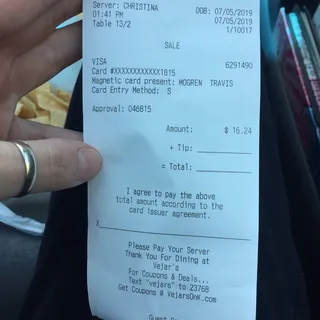 Server: CHRISTINA DOB: 07/05/2019
01:41 PM 07/05/2019
Table 13/2 1/10017
SALE
VISA 6291490
Card #XXXXXXXXXXXX1815
Magnetic card present: MOGREN TRAVIS
Card Entry Method: S
Approval: 046815
Amount: $ 16.24
+ Tip:
= Total:
I agree to pay the above
total amount according to the
card issuer agreement.
X
Please Pay Your Server
Thank You For Dining at
Vejar's
For Coupons & Deals...
Text "vejars" to 23768
Get Coupons @ VejarsOnK.com